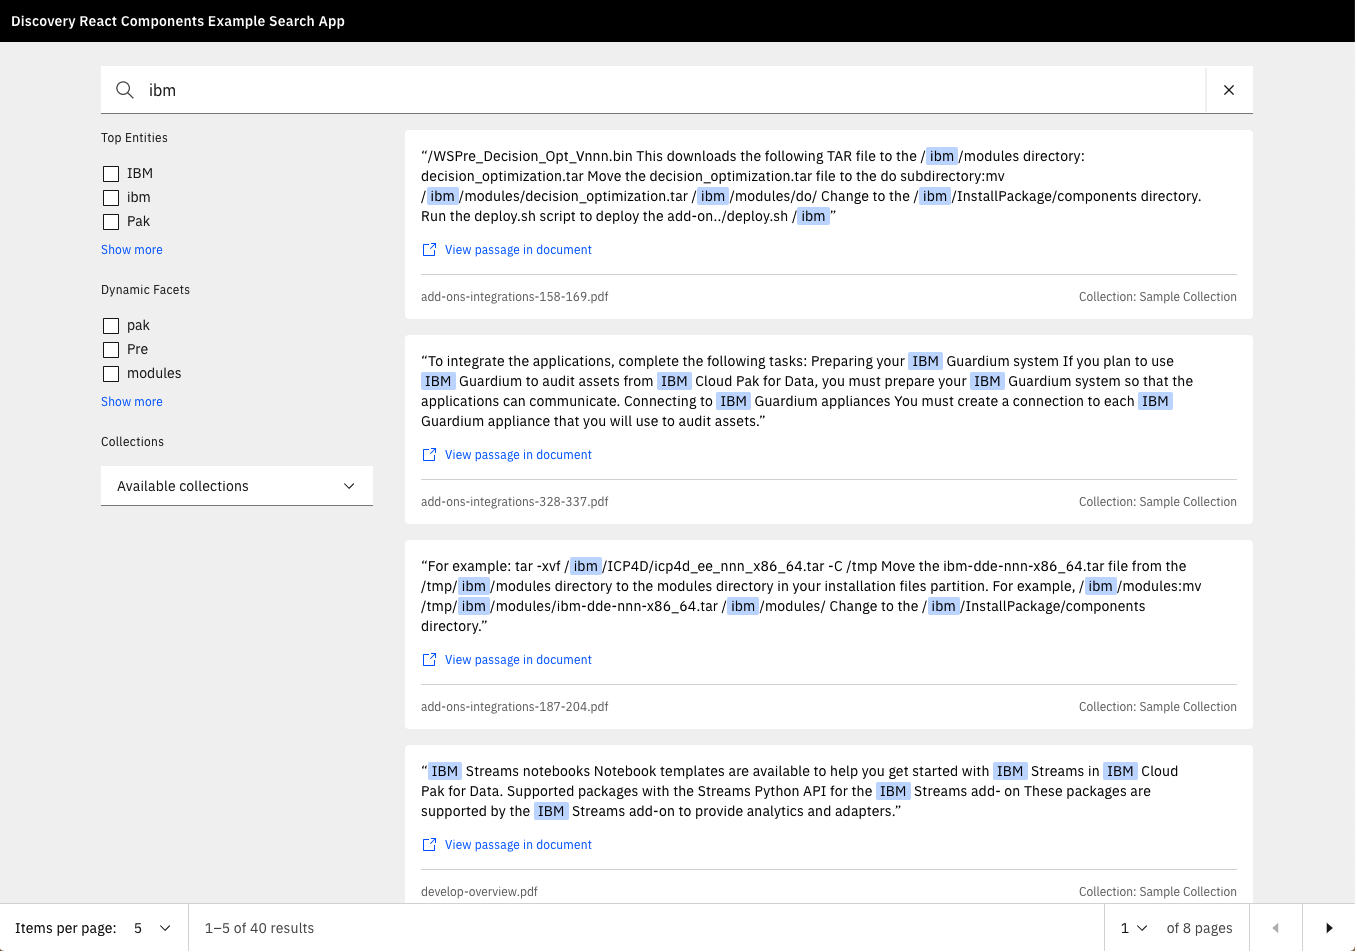 Discovery React Components Example Search App
ibm
Top Entities
IBM
ibm
Pak
Show more
Dynamic Facets
pak
Pre
modules
Show more
Collections
Available collections
“/WSPre_Decision_Opt_Vnnn.bin This downloads the following TAR file to the /ibm/modules directory:
decision_optimization.tar Move the decision_optimization.tar file to the do subdirectory:mv
/ibm/modules/decision_optimization.tar /ibm/modules/do/ Change to the /ibm/InstallPackage/components directory.
Run the deploy.sh script to deploy the add-on../deploy.sh /ibm”
View passage in document
add-ons-integrations-158-169.pdf Collection: Sample Collection
“To integrate the applications, complete the following tasks: Preparing your IBM Guardium system If you plan to use
IBM Guardium to audit assets from IBM Cloud Pak for Data, you must prepare your IBM Guardium system so that the
applications can communicate. Connecting to IBM Guardium appliances You must create a connection to each IBM
Guardium appliance that you will use to audit assets.”
View passage in document
add-ons-integrations-328-337.pdf Collection: Sample Collection
“For example: tar -xvf /ibm/ICP4D/icp4d_ee_nnn_x86_64.tar -C /tmp Move the ibm-dde-nnn-x86_64.tar file from the
/tmp/ibm/modules directory to the modules directory in your installation files partition. For example, /ibm/modules:mv
/tmp/ibm/modules/ibm-dde-nnn-x86_64.tar /ibm/modules/ Change to the /ibm/InstallPackage/components
directory.”
View passage in document
add-ons-integrations-187-204.pdf Collection: Sample Collection
“IBM Streams notebooks Notebook templates are available to help you get started with IBM Streams in IBM Cloud
Pak for Data. Supported packages with the Streams Python API for the IBM Streams add- on These packages are
supported by the IBM Streams add-on to provide analytics and adapters.”
View passage in document
develop-overview.pdf Collection: Sample Collection
Items per page: 5 1–5 of 40 results 1 of 8 pages